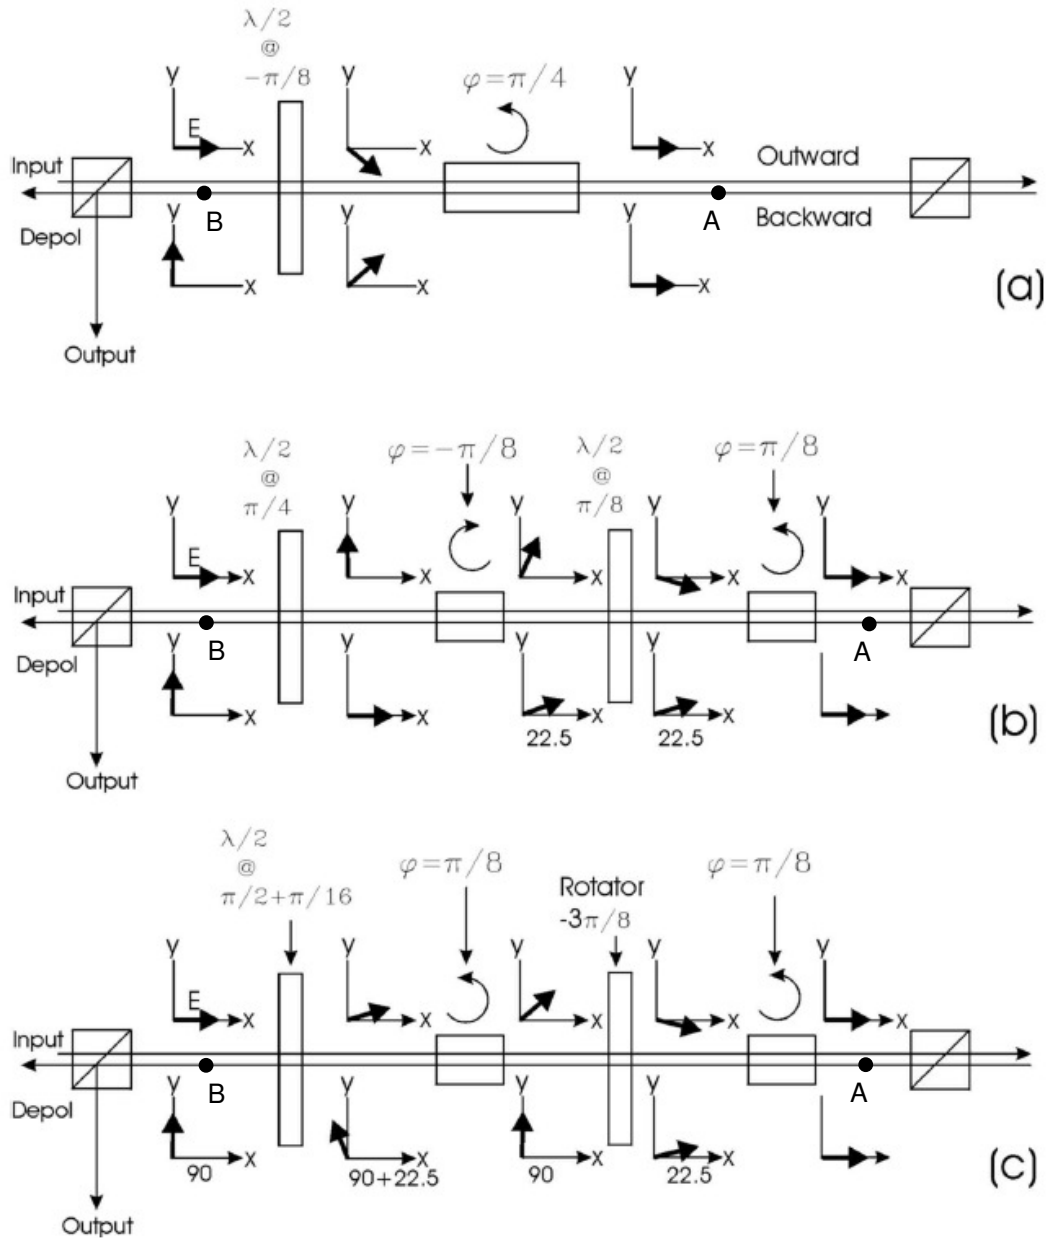 λ/2
@
−π/8
φ=π/4
y
y
y
E
x
x
x
Input
Outward
B
A
Backward
Depol
y
y
y
x
x
x
(a)
Output
λ/2
@
π/4
φ=−π/8
λ/2
@
π/8
φ=π/8
y
y
y
y
y
E
x
x
x
x
x
Input
B
A
Depol
y
y
y
y
x
x
x
x
22.5
22.5
(b)
Output
λ/2
@
π/2+π/16
φ=π/8
Rotator
-3π/8
φ=π/8
y
y
y
y
y
E
x
x
x
x
x
Input
B
A
Depol
y
y
y
y
x
x
x
x
90
90+22.5
90
22.5
(c)
Output